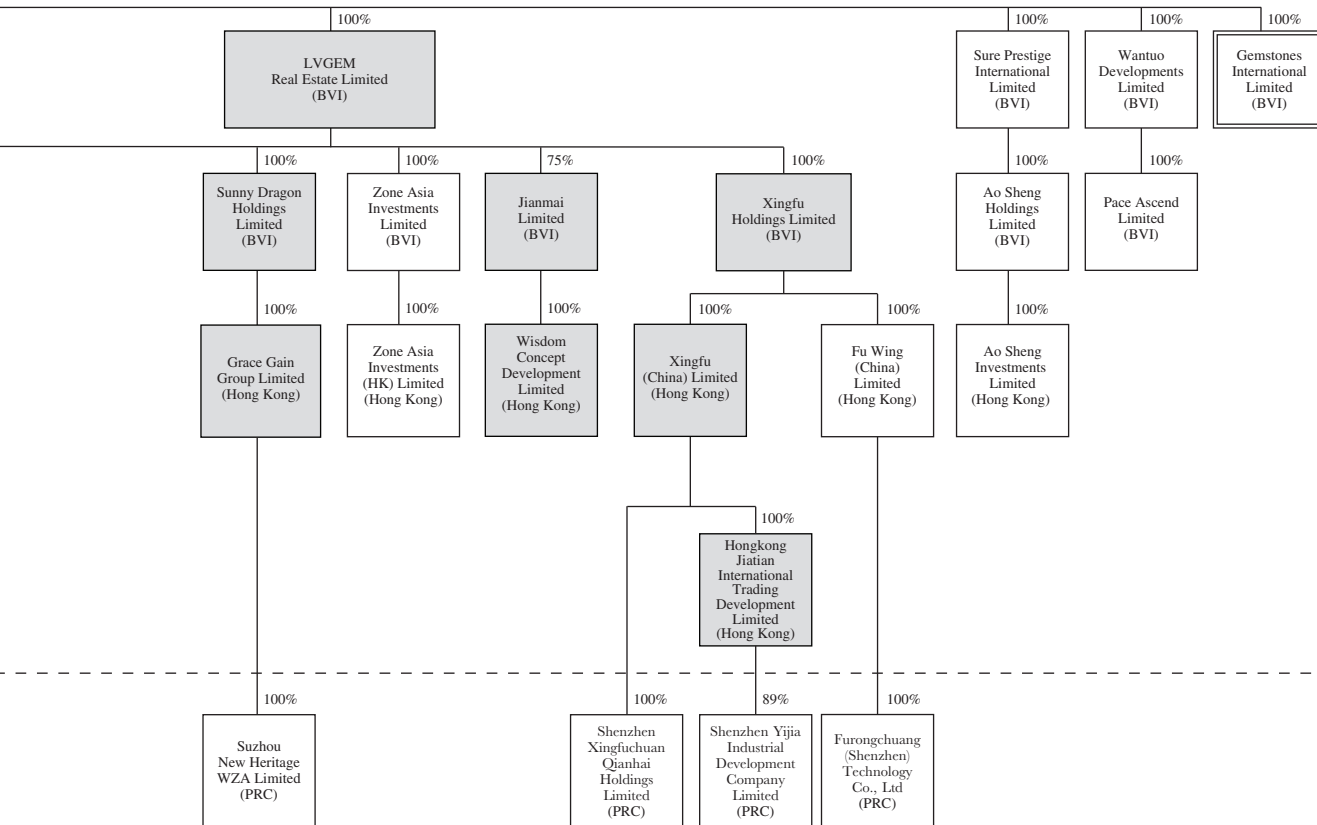 100%
100%
100%
100%
LVGEM
Real Estate Limited
(BVI)
Sure Prestige
International
Limited
(BVI)
Wantuo
Developments
Limited
(BVI)
Gemstones
International
Limited
(BVI)
100%
100%
75%
100%
100%
100%
Sunny Dragon
Holdings
Limited
(BVI)
Zone Asia
Investments
Limited
(BVI)
Jianmai
Limited
(BVI)
Xingfu
Holdings Limited
(BVI)
Ao Sheng
Holdings
Limited
(BVI)
Pace Ascend
Limited
(BVI)
100%
100%
100%
100%
100%
100%
Grace Gain
Group Limited
(Hong Kong)
Zone Asia
Investments
(HK) Limited
(Hong Kong)
Wisdom
Concept
Development
Limited
(Hong Kong)
Xingfu
(China) Limited
(Hong Kong)
Fu Wing
(China)
Limited
(Hong Kong)
Ao Sheng
Investments
Limited
(Hong Kong)
100%
Hongkong
Jiatian
International
Trading
Development
Limited
(Hong Kong)
100%
100%
89%
100%
Suzhou
New Heritage
WZA Limited
(PRC)
Shenzhen
Xingfuchuan
Qianhai
Holdings
Limited
(PRC)
Shenzhen Yijia
Industrial
Development
Company
Limited
(PRC)
Furongchuang
(Shenzhen)
Technology
Co., Ltd
(PRC)